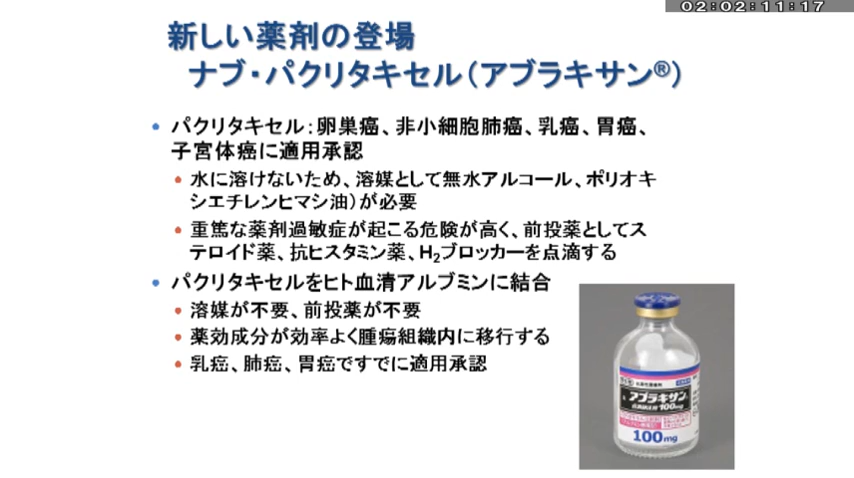 02:02:11:17
新しい薬剤の登場
ナブ・パクリタキセル（アブラキサン®）
• パクリタキセル：卵巣癌、非小細胞肺癌、乳癌、胃癌、
子宮体癌に適用承認
• 水に溶けないため、溶媒として無水アルコール、ポリオキ
シエチレンヒマシ油）が必要
• 重篤な薬剤過敏症が起こる危険が高く、前投薬としてス
テロイド薬、抗ヒスタミン薬、H₂ブロッカーを点滴する
• パクリタキセルをヒト血清アルブミンに結合
• 溶媒が不要、前投薬が不要
• 薬効成分が効率よく腫瘍組織内に移行する
• 乳癌、肺癌、胃癌ですでに適用承認
アブラキサン
100mg
100mg